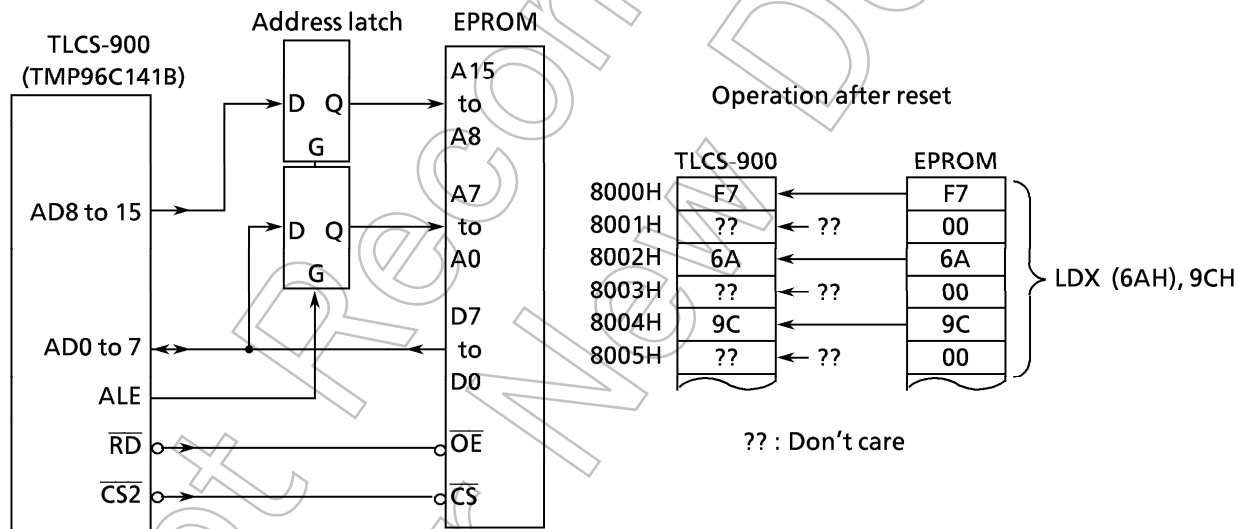 Address latch
EPROM
TLCS-900
(TMP96C141B)
D Q
G
D Q
G
A15
to
A8
A7
to
A0
D7
to
D0
AD8 to 15
AD0 to 7
ALE
RD
CS2
OE
CS
Operation after reset
TLCS-900 EPROM
8000H F7 F7
8001H ?? ?? 00
8002H 6A 6A
8003H ?? ?? 00
8004H 9C 9C
8005H ?? ?? 00
LDX (6AH), 9CH
?? : Don't care